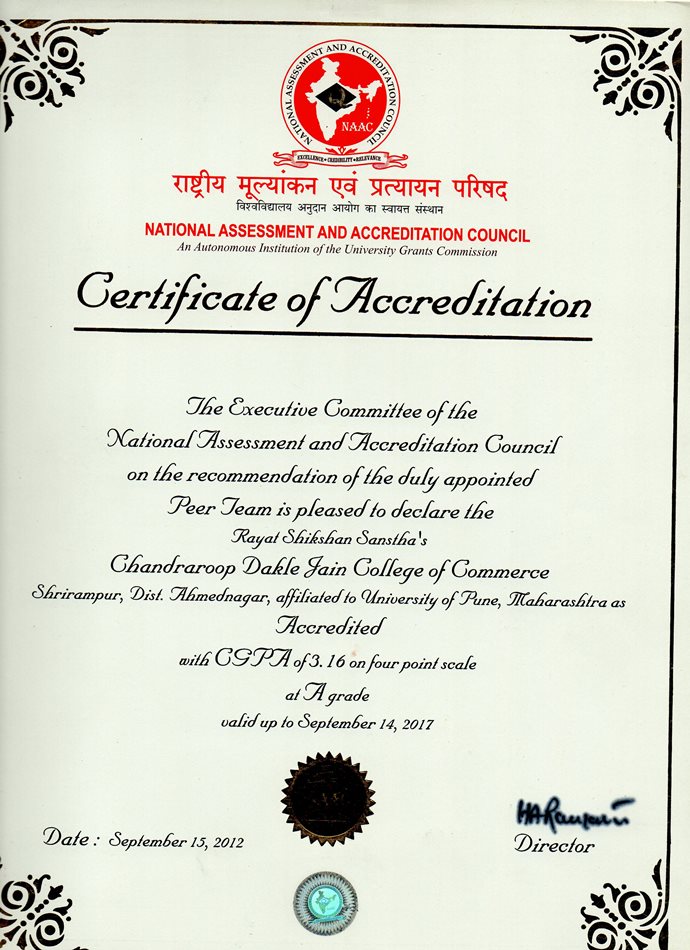 NATIONAL ASSESSMENT AND ACCREDITATION COUNCIL
NAAC
EXCELLENCE • CREDIBILITY • RELEVANCE
राष्ट्रीय मूल्यांकन एवं प्रत्यायन परिषद
विश्वविद्यालय अनुदान आयोग का स्वायत्त संस्थान
NATIONAL ASSESSMENT AND ACCREDITATION COUNCIL
An Autonomous Institution of the University Grants Commission
Certificate of Accreditation
The Executive Committee of the
National Assessment and Accreditation Council
on the recommendation of the duly appointed
Peer Team is pleased to declare the
Rayat Shikshan Sanstha's
Chandraroop Dakle Jain College of Commerce
Shrirampur, Dist. Ahmednagar, affiliated to University of Pune, Maharashtra as
Accredited
with CGPA of 3.16 on four point scale
at A grade
valid up to September 14, 2017
Date : September 15, 2012
Director